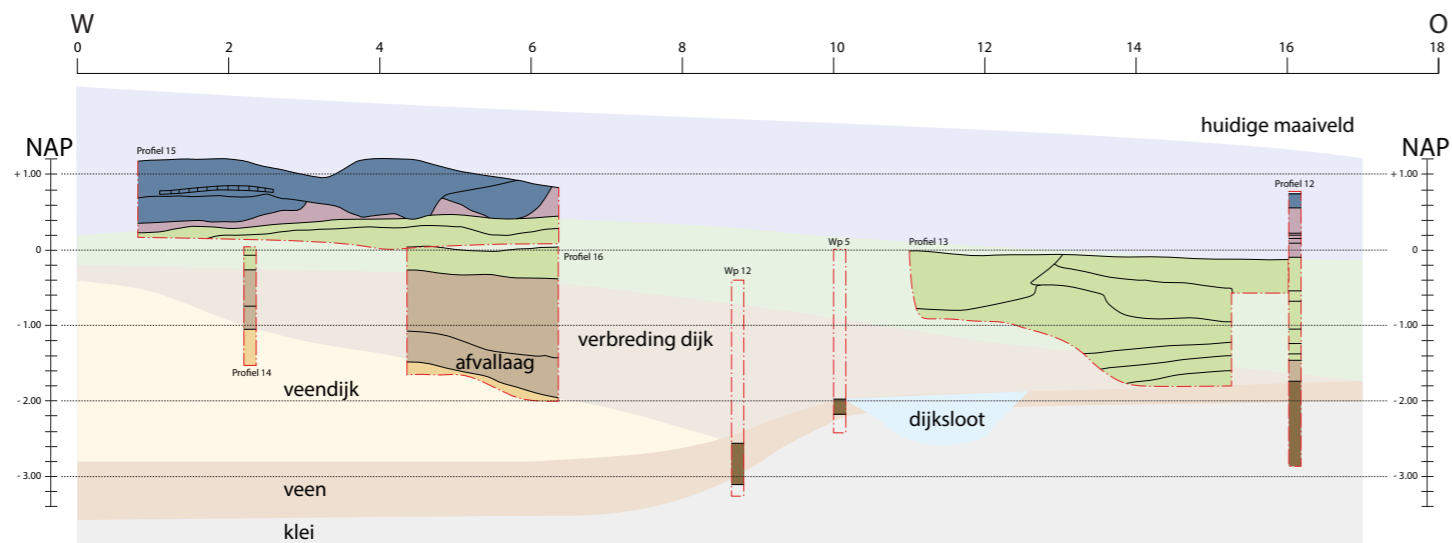 W O
0 2 4 6 8 10 12 14 16 18
huidige maaiveld
NAP NAP
Profiel 15
+ 1.00 + 1.00
Profiel 12
Wp 5 Profiel 13
0 0
Profiel 16
Wp 12
- 1.00 - 1.00
verbreding dijk
afvallaag
Profiel 14
veendijk
- 2.00 - 2.00
dijksloot
- 3.00 - 3.00
veen
klei